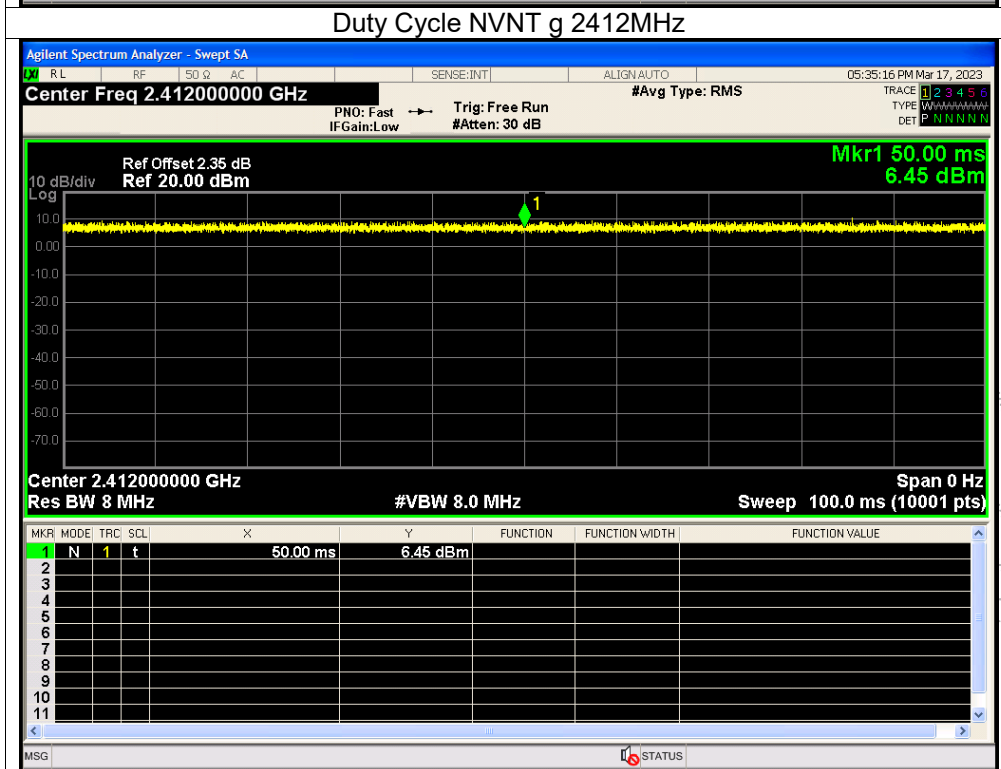 Duty Cycle NVNT g 2412MHz
Agilent Spectrum Analyzer - Swept SA
LXI RL RF 50 Ω AC SENSE:INT ALIGN AUTO 05:35:16 PM Mar 17, 2023
Center Freq 2.412000000 GHz #Avg Type: RMS TRACE 1 2 3 4 5 6
PNO: Fast Trig: Free Run TYPE WWWWWW
IFGain:Low #Atten: 30 dB DET P N N N N N
Mkr1 50.00 ms
6.45 dBm
Ref Offset 2.35 dB
10 dB/div Ref 20.00 dBm
Log
1
10.0
0.00
-10.0
-20.0
-30.0
-40.0
-50.0
-60.0
-70.0
Center 2.412000000 GHz Span 0 Hz
Res BW 8 MHz #VBW 8.0 MHz Sweep 100.0 ms (10001 pts)
MKR MODE TRC SCL X Y FUNCTION FUNCTION WIDTH FUNCTION VALUE
1 N 1 t 50.00 ms 6.45 dBm
2
3
4
5
6
7
8
9
10
11
MSG STATUS